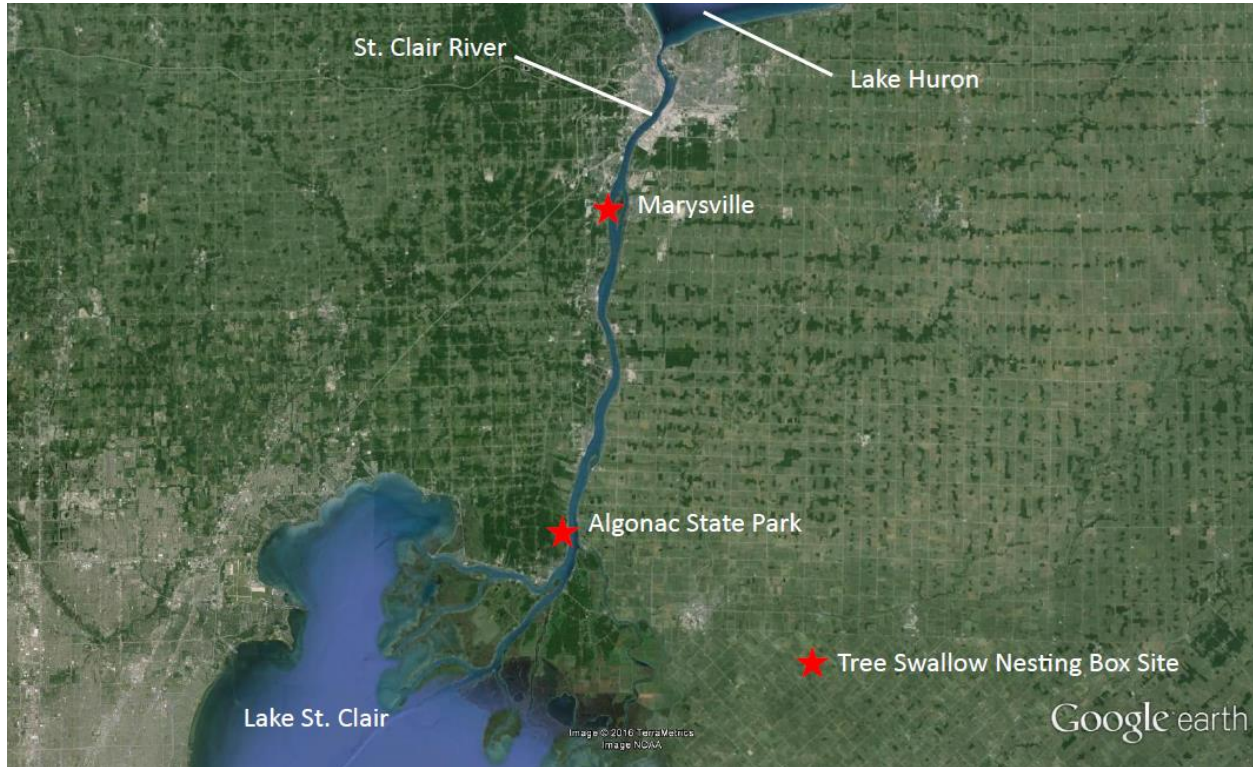 St. Clair River
Lake Huron
Marysville
Algonac State Park
Tree Swallow Nesting Box Site
Lake St. Clair
Google earth
Image © 2016 TerraMetrics
Image NOAA